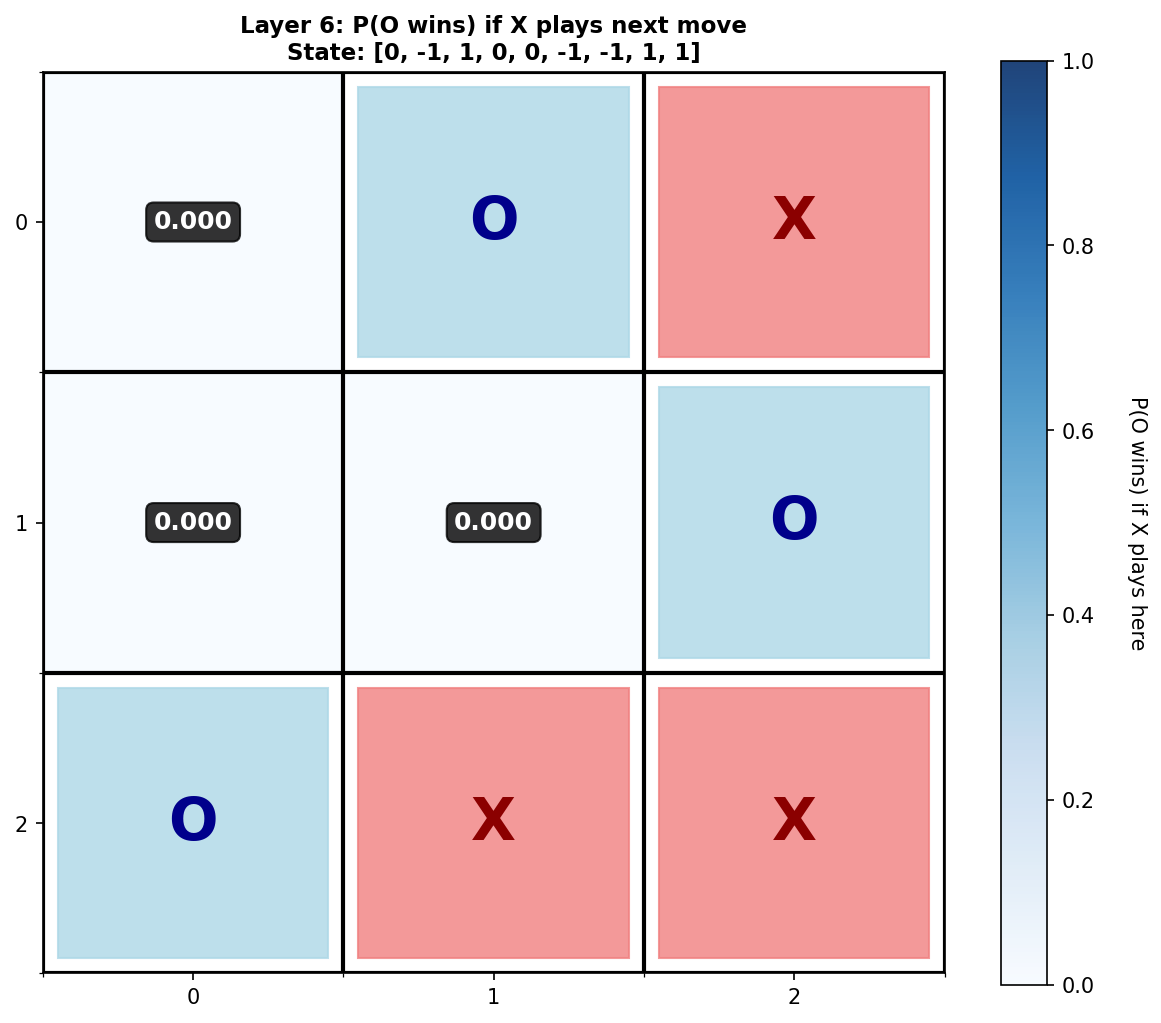 Layer 6: P(O wins) if X plays next move
State: [0, -1, 1, 0, 0, -1, -1, 1, 1]
0 0.000 O X
1 0.000 0.000 O
2 O X X
0 1 2
1.0
0.8
0.6
0.4
0.2
0.0
P(O wins) if X plays here